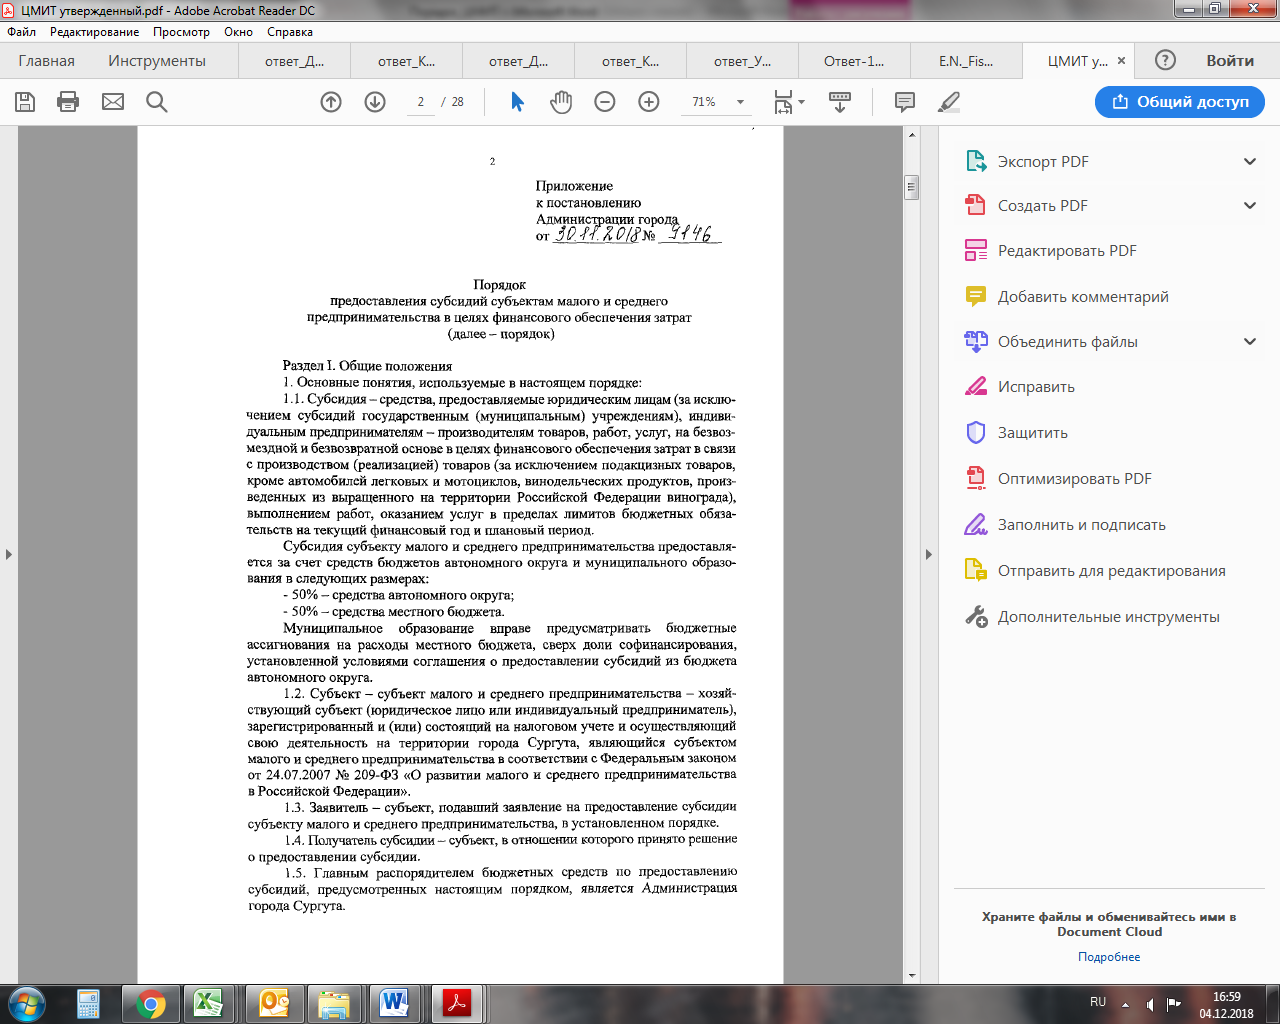 ЦМИТ утвержденный.pdf - Adobe Acrobat Reader DC
Файл Редактирование Просмотр Окно Справка
Главная Инструменты ответ_Д... ответ_К... ответ_Д... ответ_К... ответ_У... Ответ-1... E.N._Fis... ЦМИТ у... × Войти
2 / 28 71% Общий доступ
2
Приложение
к постановлению
Администрации города
от 30.11.2018 № 9146
Порядок
предоставления субсидий субъектам малого и среднего
предпринимательства в целях финансового обеспечения затрат
(далее – порядок)
Раздел I. Общие положения
1. Основные понятия, используемые в настоящем порядке:
1.1. Субсидия – средства, предоставляемые юридическим лицам (за исклю-
чением субсидий государственным (муниципальным) учреждениям), индиви-
дуальным предпринимателям – производителям товаров, работ, услуг, на безвоз-
мездной и безвозвратной основе в целях финансового обеспечения затрат в связи
с производством (реализацией) товаров (за исключением подакцизных товаров,
кроме автомобилей легковых и мотоциклов, винодельческих продуктов, произ-
веденных из выращенного на территории Российской Федерации винограда),
выполнением работ, оказанием услуг в пределах лимитов бюджетных обяза-
тельств на текущий финансовый год и плановый период.
Субсидия субъекту малого и среднего предпринимательства предоставля-
ется за счет средств бюджетов автономного округа и муниципального образо-
вания в следующих размерах:
- 50% – средства автономного округа;
- 50% – средства местного бюджета.
Муниципальное образование вправе предусматривать бюджетные
ассигнования на расходы местного бюджета, сверх доли софинансирования,
установленной условиями соглашения о предоставлении субсидий из бюджета
автономного округа.
1.2. Субъект – субъект малого и среднего предпринимательства – хозяй-
ствующий субъект (юридическое лицо или индивидуальный предприниматель),
зарегистрированный и (или) состоящий на налоговом учете и осуществляющий
свою деятельность на территории города Сургута, являющийся субъектом
малого и среднего предпринимательства в соответствии с Федеральным законом
от 24.07.2007 № 209-ФЗ «О развитии малого и среднего предпринимательства
в Российской Федерации».
1.3. Заявитель – субъект, подавший заявление на предоставление субсидии
субъекту малого и среднего предпринимательства, в установленном порядке.
1.4. Получатель субсидии – субъект, в отношении которого принято решение
о предоставлении субсидии.
1.5. Главным распорядителем бюджетных средств по предоставлению
субсидий, предусмотренных настоящим порядком, является Администрация
города Сургута.
Экспорт PDF
Создать PDF
Редактировать PDF
Добавить комментарий
Объединить файлы
Исправить
Защитить
Оптимизировать PDF
Заполнить и подписать
Отправить для редактирования
Дополнительные инструменты
Храните файлы и обменивайтесь ими в
Document Cloud
Подробнее
RU 16:59
04.12.2018